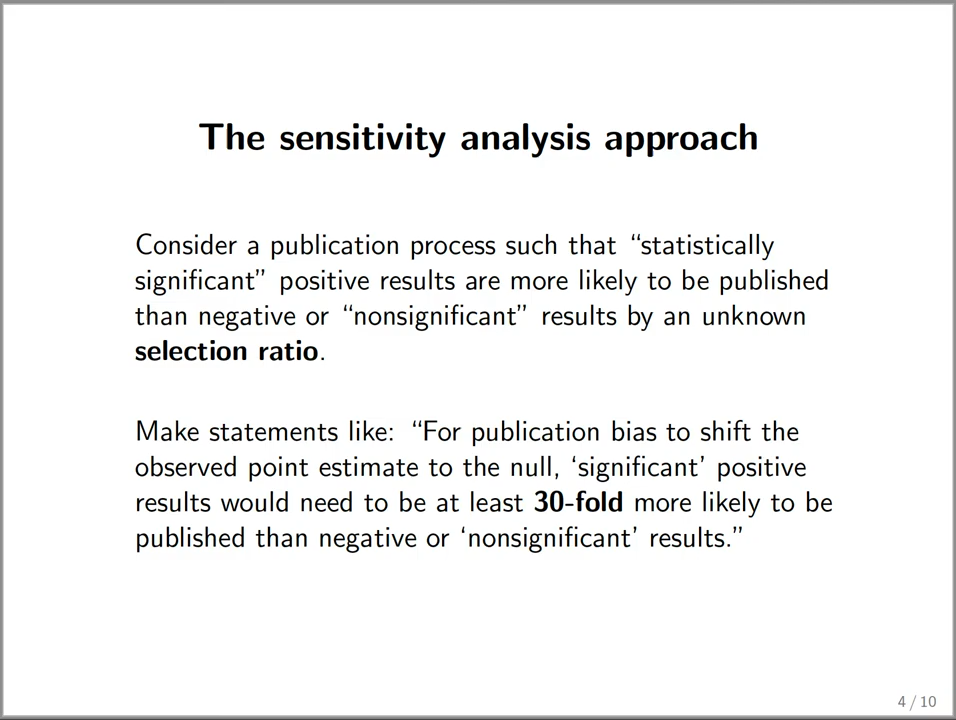 The sensitivity analysis approach
Consider a publication process such that “statistically
significant” positive results are more likely to be published
than negative or “nonsignificant” results by an unknown
selection ratio.
Make statements like: “For publication bias to shift the
observed point estimate to the null, ‘significant’ positive
results would need to be at least 30-fold more likely to be
published than negative or ‘nonsignificant’ results.”
4 / 10